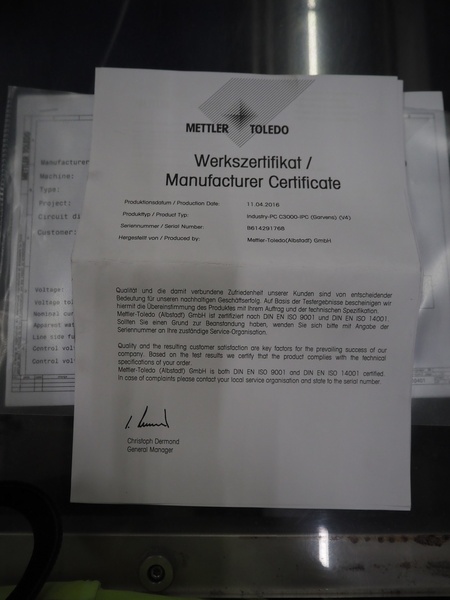 METTLER TOLEDO
Werkszertifikat /
Manufacturer Certificate
Produktionsdatum / Production Date: 11.04.2016
Produkttyp / Product Typ: Industry-PC C3000-IPC (Garvens) (VA)
Seriennummer / Serial Number: B614291768
Hergestellt von / Produced by: Mettler-Toledo(Albstadt) GmbH
Qualität und die damit verbundene Zufriedenheit unserer Kunden sind von entscheidender
Bedeutung für unseren nachhaltigen Geschäftserfolg. Auf Basis der Testergebnisse bescheinigen wir
hiermit die Übereinstimmung des Produktes mit Ihrem Auftrag und der technischen Spezifikation.
Mettler-Toledo (Albstadt) GmbH ist zertifiziert nach DIN EN ISO 9001 und DIN EN ISO 14001.
Sollten Sie einen Grund zur Beanstandung haben, wenden Sie sich bitte mit Angabe der
Seriennummer an Ihre zuständige Service-Organisation.
Quality and the resulting customer satisfaction are key factors for the prevailing success of our
company. Based on the test results we certify that the product complies with the technical
specifications of your order.
Mettler-Toledo (Albstadt) GmbH is both DIN EN ISO 9001 and DIN EN ISO 14001 certified.
In case of complaints please contact your local service organisation and state to the serial number.
Christoph Dermond
General Manager
Manufacturer
Machine:
Type:
Project:
Circuit di
Customer:
Voltage:
Voltage tol
Nominal cur
Line side fu
Control vol
Control vol